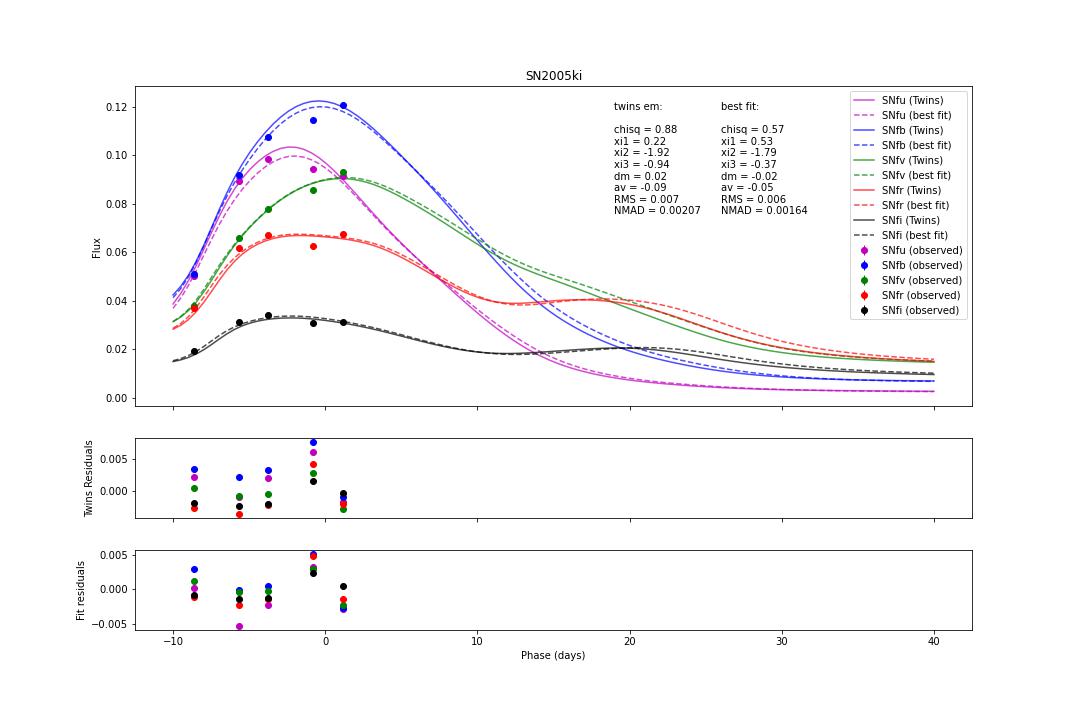 SN2005ki
Flux
0.12
0.10
0.08
0.06
0.04
0.02
0.00
twins em:
chisq = 0.88
xi1 = 0.22
xi2 = -1.92
xi3 = -0.94
dm = 0.02
av = -0.09
RMS = 0.007
NMAD = 0.00207
best fit:
chisq = 0.57
xi1 = 0.53
xi2 = -1.79
xi3 = -0.37
dm = -0.02
av = -0.05
RMS = 0.006
NMAD = 0.00164
SNfu (Twins)
SNfu (best fit)
SNfb (Twins)
SNfb (best fit)
SNfv (Twins)
SNfv (best fit)
SNfr (Twins)
SNfr (best fit)
SNfi (Twins)
SNfi (best fit)
SNfu (observed)
SNfb (observed)
SNfv (observed)
SNfr (observed)
SNfi (observed)
Twins Residuals
0.005
0.000
Fit residuals
0.005
0.000
−0.005
−10
0
10
20
30
40
Phase (days)